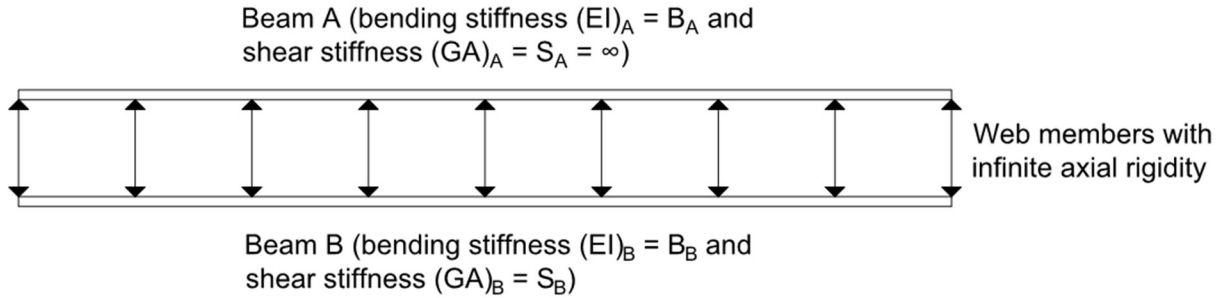 Beam A (bending stiffness (EI)A = BA and
shear stiffness (GA)A = SA = ∞)
Web members with
infinite axial rigidity
Beam B (bending stiffness (EI)B = BB and
shear stiffness (GA)B = SB)